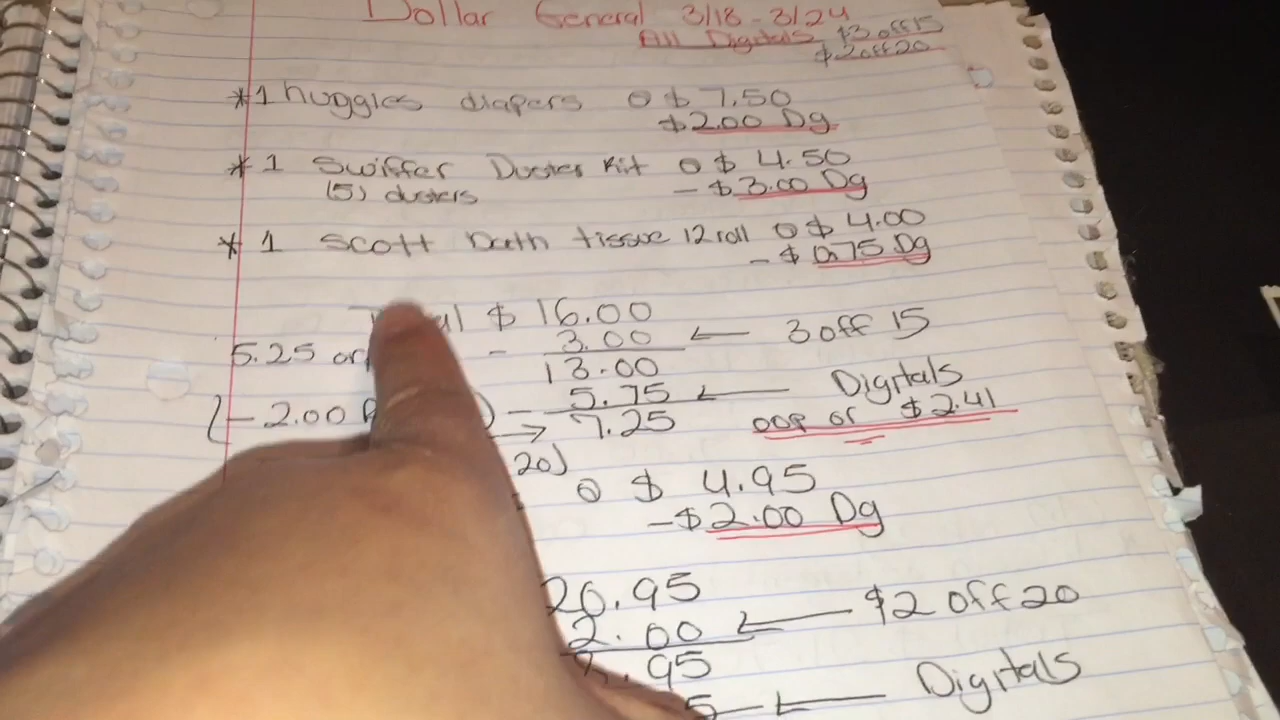 Dollar General 3/18 - 3/24
All Digitals $3 off 15
$2 off 20
*1 huggies diapers @ $7.50
-$2.00 Dg
*1 Swiffer Duster Kit @ $4.50
(5) dusters - $3.00 Dg
*1 Scott Bath tissue 12 roll @ $4.00
- $0.75 Dg
$16.00
5.25 - 3.00 ← 3 off 15
13.00
(-2.00 ) - 5.75 ← Digitals
→ 7.25 oop or $2.41
20)
@ $4.95
-$2.00 Dg
20.95
2.00 ← $2 off 20
.95
5 ← Digitals